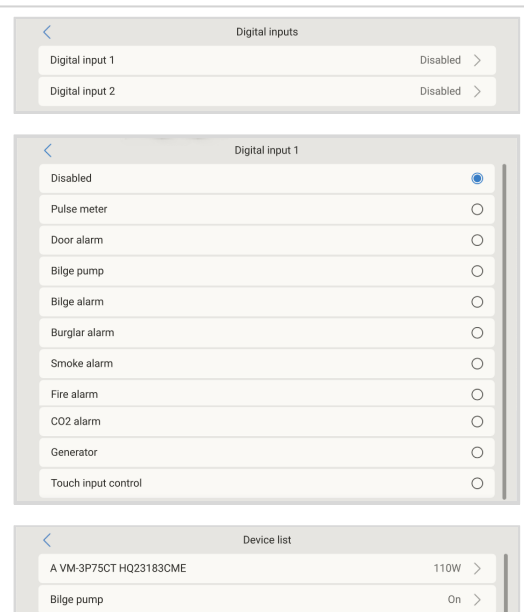 Digital inputs
Digital input 1 Disabled
Digital input 2 Disabled
Digital input 1
Disabled
Pulse meter
Door alarm
Bilge pump
Bilge alarm
Burglar alarm
Smoke alarm
Fire alarm
CO2 alarm
Generator
Touch input control
Device list
A VM-3P75CT HQ23183CME 110W
Bilge pump On